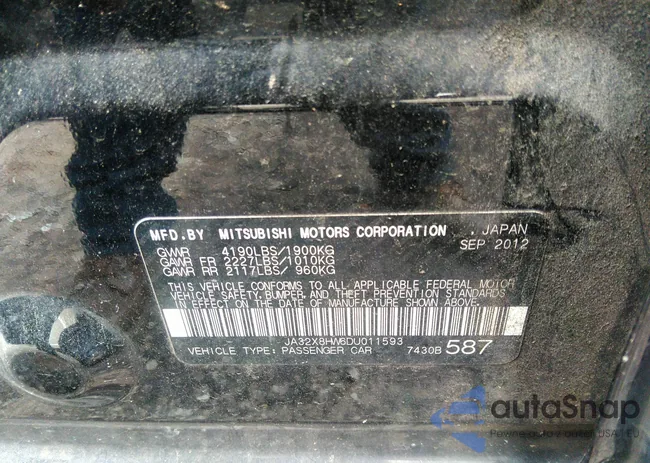 MFD.BY MITSUBISHI MOTORS CORPORATION . JAPAN
SEP 2012
GVWR 4190LBS/1900KG
GAWR FR 2227LBS/1010KG
GAWR RR 2117LBS/ 960KG
THIS VEHICLE CONFORMS TO ALL APPLICABLE FEDERAL MOTOR
VEHICLE SAFETY, BUMPER, AND THEFT PREVENTION STANDARDS
IN EFFECT ON THE DATE OF MANUFACTURE SHOWN ABOVE.
JA32X8HW6DU011593
VEHICLE TYPE: PASSENGER CAR 7430B 587
autoSnap